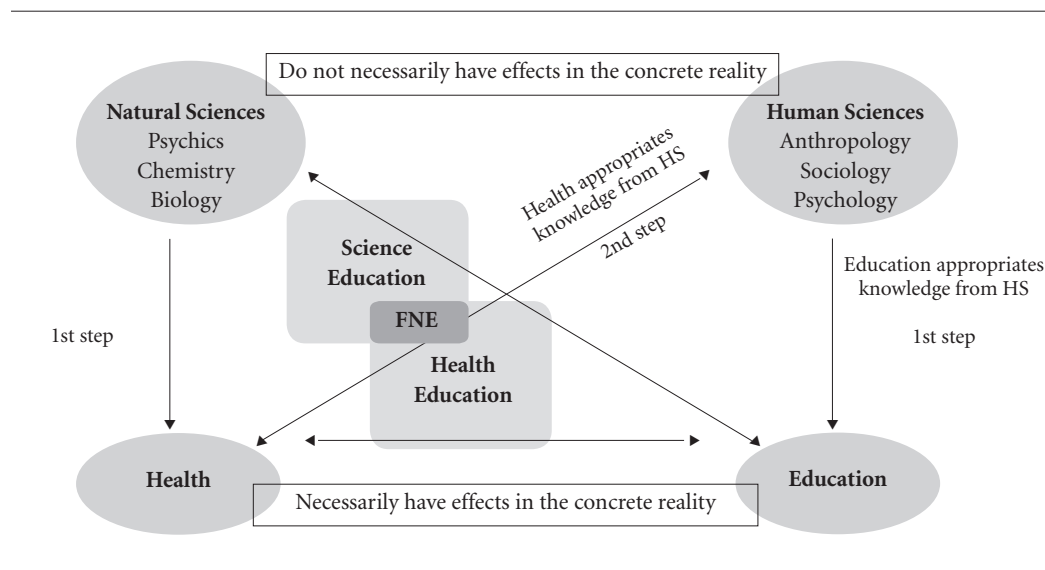 Do not necessarily have effects in the concrete reality
Natural Sciences
Psychics
Chemistry
Biology
Human Sciences
Anthropology
Sociology
Psychology
Health appropriates
knowledge from HS
2nd step
Science
Education
FNE
Health
Education
Education appropriates
knowledge from HS
1st step
1st step
Health
Education
Necessarily have effects in the concrete reality